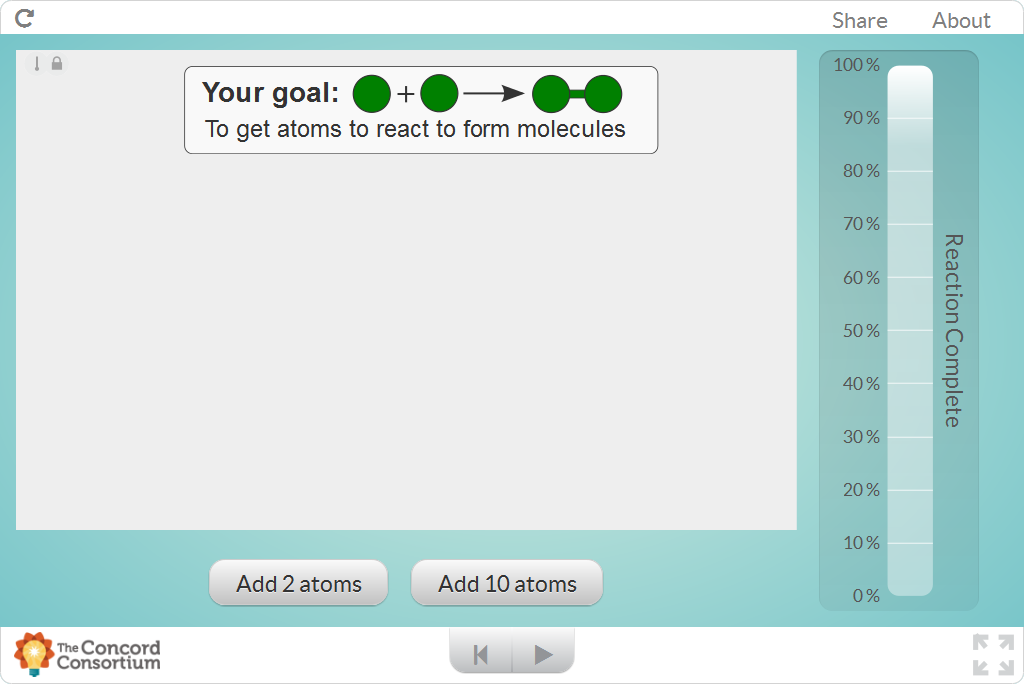 Share About
Your goal: + 
To get atoms to react to form molecules
100 %
90 %
80 %
70 %
60 %
50 %
40 %
30 %
20 %
10 %
0 %
Reaction Complete
Add 2 atoms Add 10 atoms
The Concord
Consortium